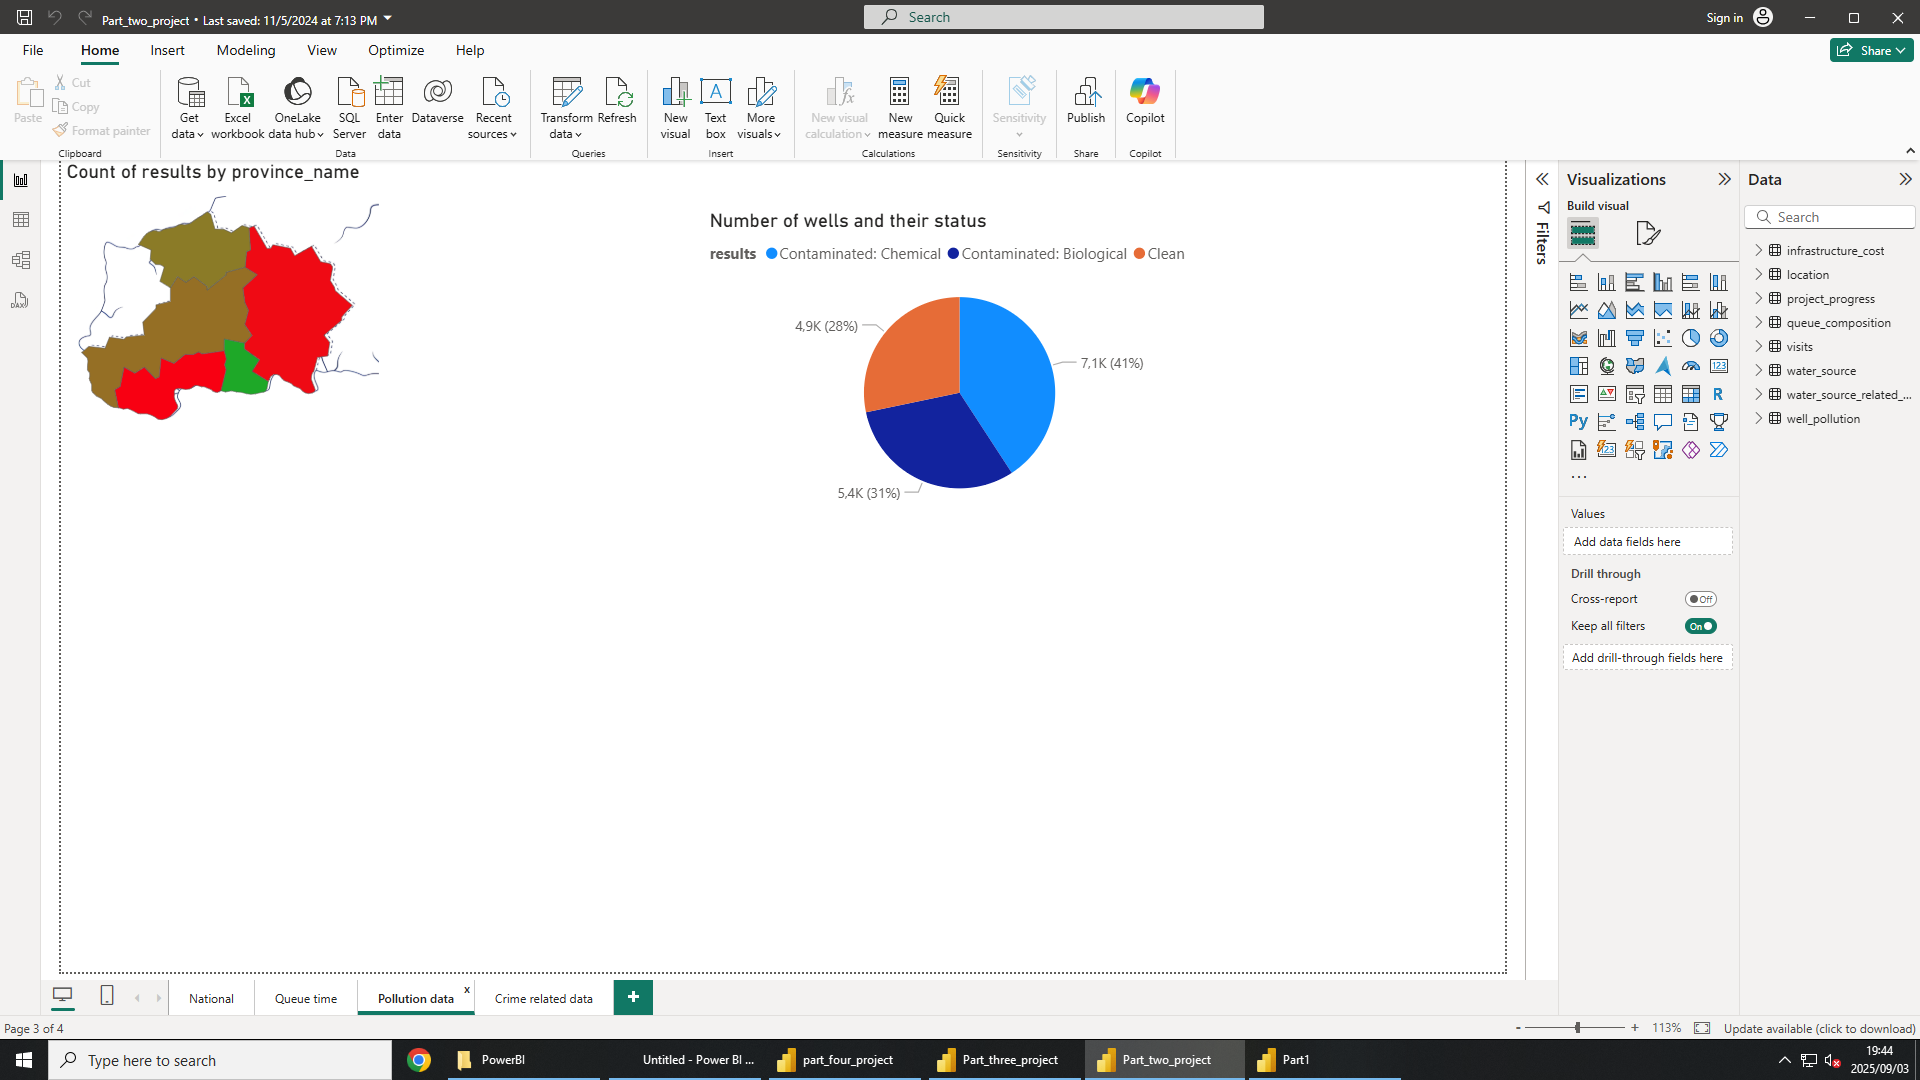 Part_two_project • Last saved: 11/5/2024 at 7:13 PM
Search
Sign in
File Home Insert Modeling View Optimize Help
Share
Paste
Cut
Copy
Format painter
Clipboard
Get data
Excel workbook
OneLake data hub
SQL Server
Enter data
Dataverse
Recent sources
Data
Transform data
Refresh
Queries
New visual
Text box
More visuals
Insert
New visual calculation
New measure
Quick measure
Calculations
Sensitivity
Sensitivity
Publish
Share
Copilot
Copilot
Count of results by province_name
Number of wells and their status
results Contaminated: Chemical Contaminated: Biological Clean
4,9K (28%)
7,1K (41%)
5,4K (31%)
Filters
Visualizations
Build visual
Values
Add data fields here
Drill through
Cross-report
Off
Keep all filters
On
Add drill-through fields here
Data
Search
infrastructure_cost
location
project_progress
queue_composition
visits
water_source
water_source_related_...
well_pollution
National
Queue time
Pollution data
x
Crime related data
+
Page 3 of 4
- + 113%
Update available (click to download)
Type here to search
PowerBI
Untitled - Power BI ...
part_four_project
Part_three_project
Part_two_project
Part1
19:44
2025/09/03